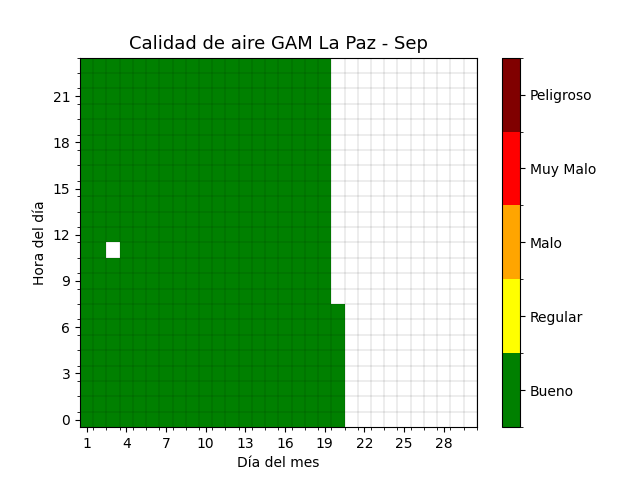 Calidad de aire GAM La Paz - Sep
Hora del día
21
18
15
12
9
6
3
0
1 4 7 10 13 16 19 22 25 28
Día del mes
Peligroso
Muy Malo
Malo
Regular
Bueno